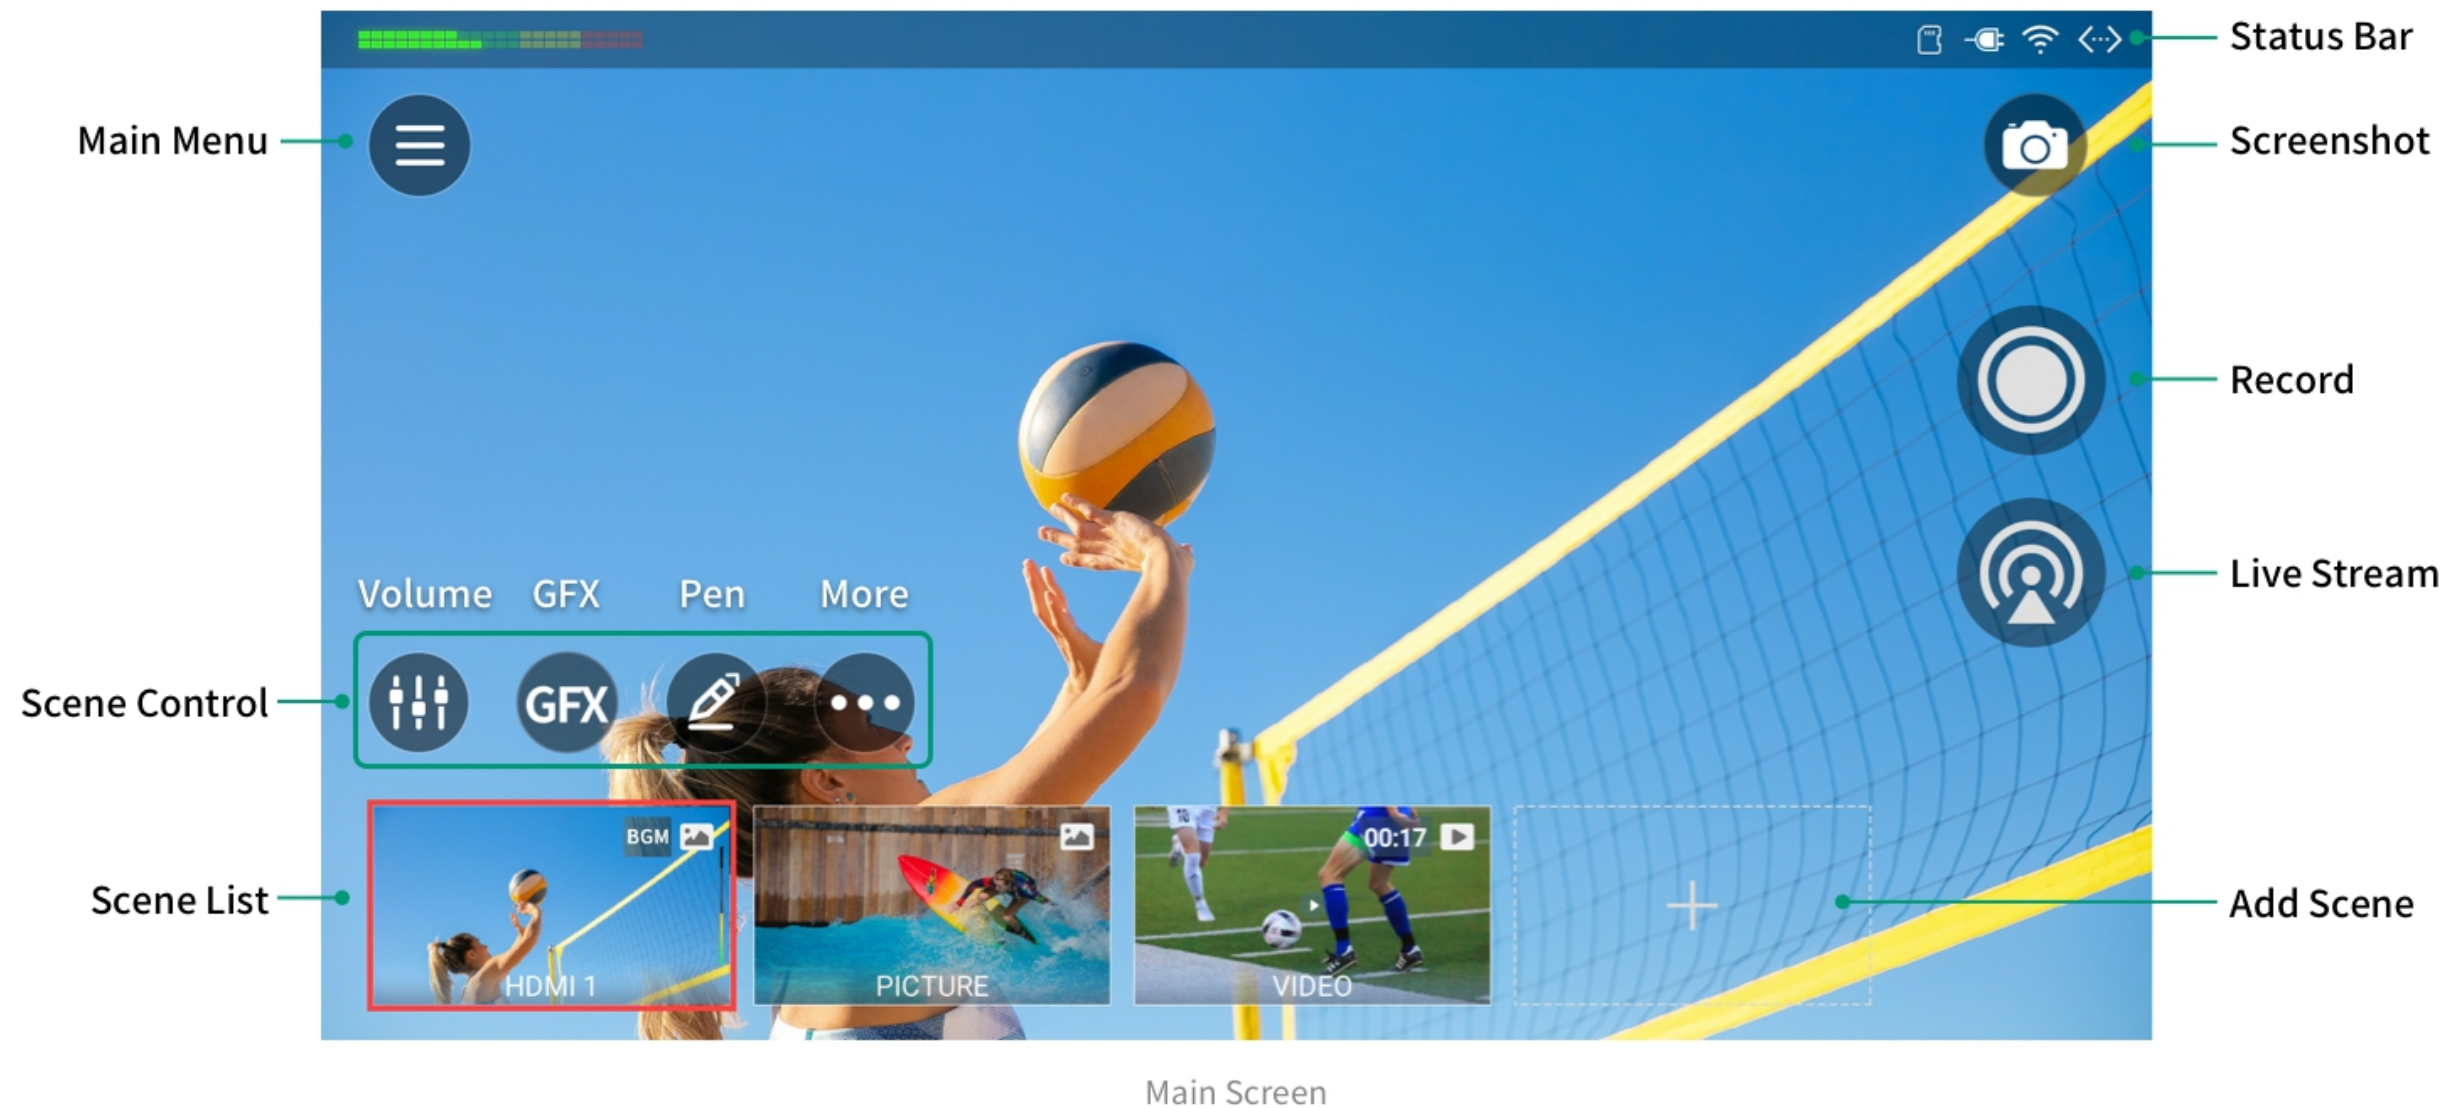 Status Bar
Main Menu
Screenshot
Record
Live Stream
Volume GFX Pen More
Scene Control
GFX
BGM
00:17
Scene List
Add Scene
HDMI 1
PICTURE
VIDEO
Main Screen